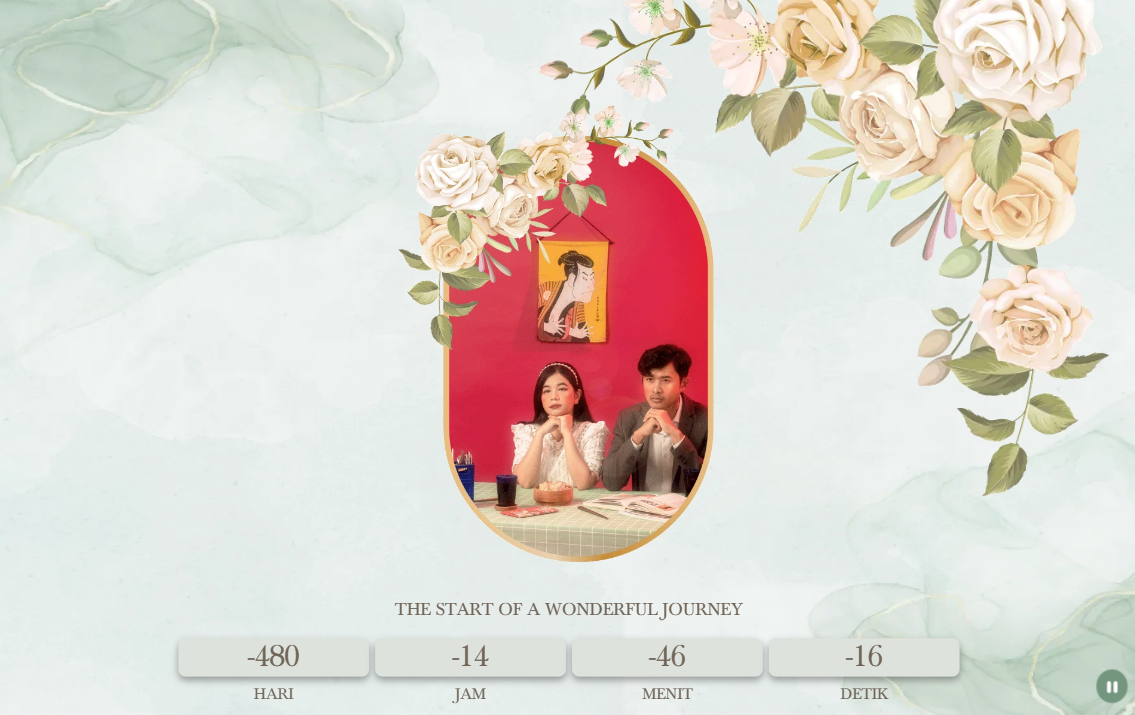 THE START OF A WONDERFUL JOURNEY
-480 -14 -46 -16
HARI JAM MENIT DETIK